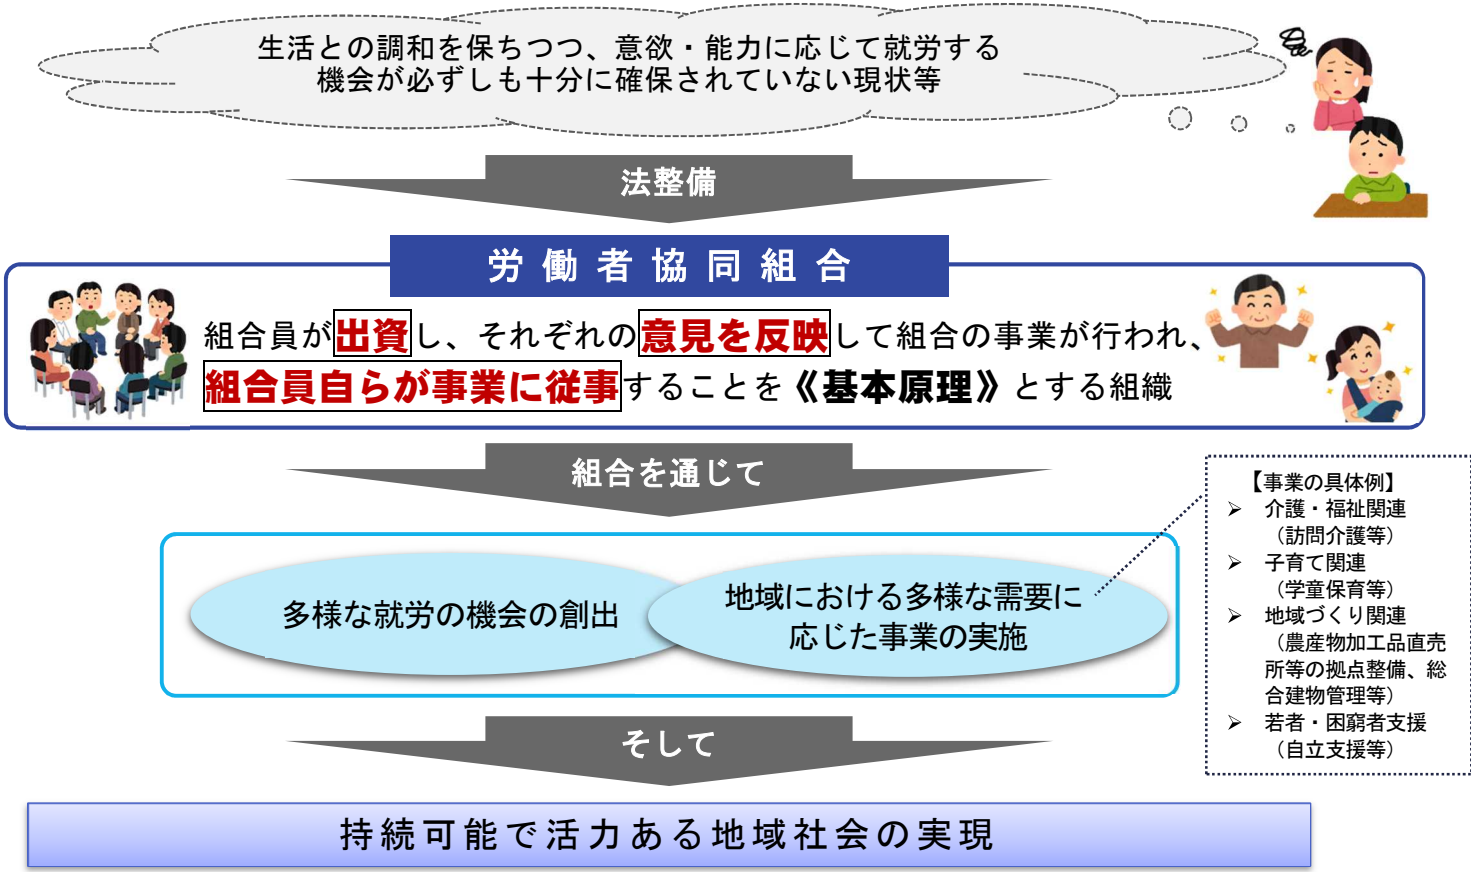 生活との調和を保ちつつ、意欲・能力に応じて就労する
機会が必ずしも十分に確保されていない現状等
法整備
労働者協同組合
組合員が出資し、それぞれの意見を反映して組合の事業が行われ、
組合員自らが事業に従事することを《基本原理》とする組織
組合を通じて
多様な就労の機会の創出
地域における多様な需要に
応じた事業の実施
【事業の具体例】
➢ 介護・福祉関連
（訪問介護等）
➢ 子育て関連
（学童保育等）
➢ 地域づくり関連
（農産物加工品直売
所等の拠点整備、総
合建物管理等）
➢ 若者・困窮者支援
（自立支援等）
そして
持続可能で活力ある地域社会の実現